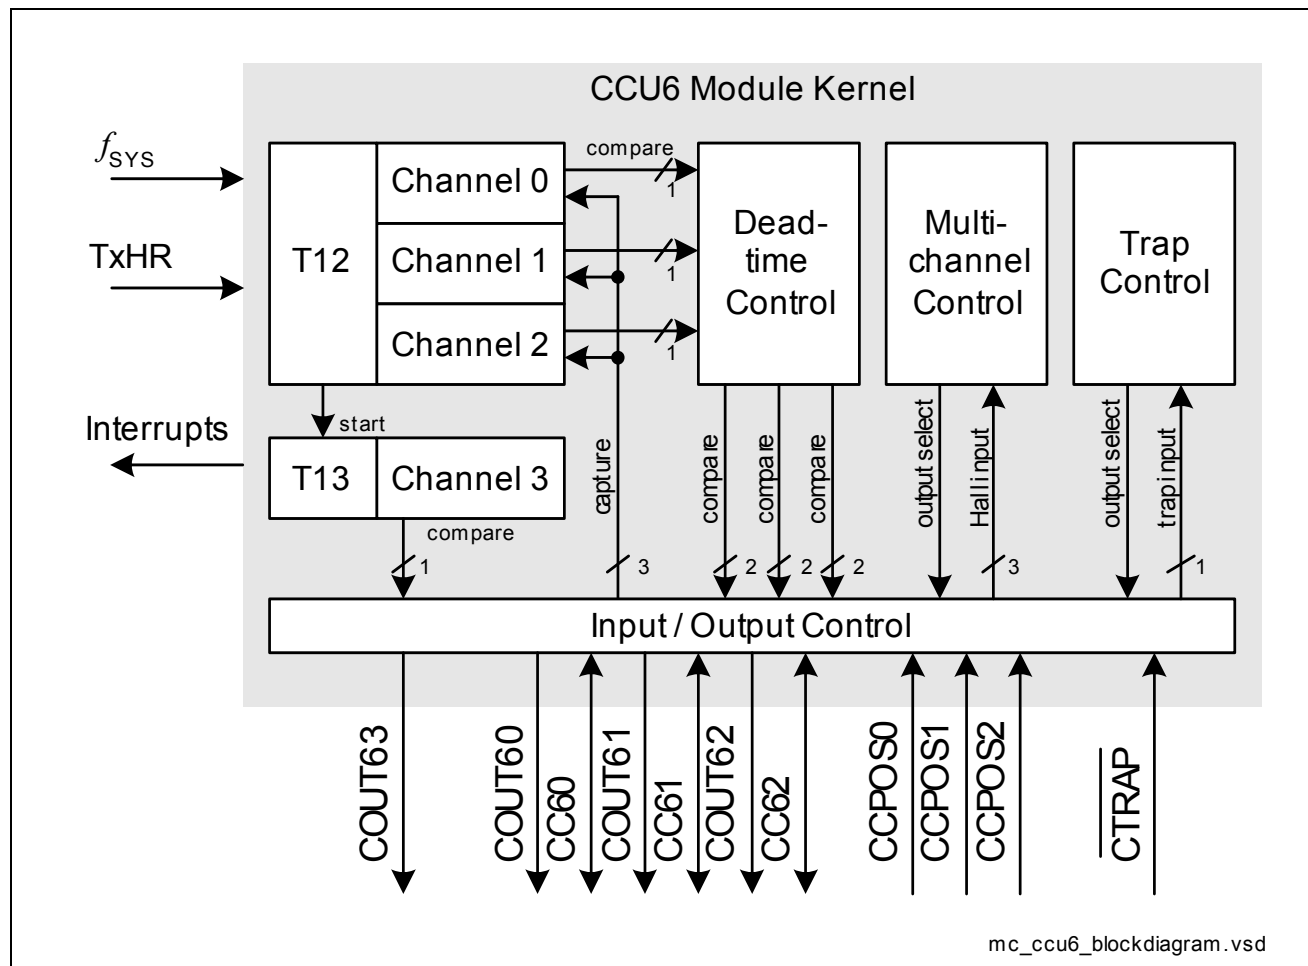 CCU6 Module Kernel
fSYS
TxHR
Interrupts
T12
Channel 0
Channel 1
Channel 2
compare
1
1
1
Dead-
time
Control
Multi-
channel
Control
Trap
Control
start
T13
Channel 3
compare
1
capture
3
compare
2
compare
2
compare
2
output select
Hall input
3
output select
trap input
1
Input / Output Control
COUT63
COUT60
CC60
COUT61
CC61
COUT62
CC62
CCPOS0
CCPOS1
CCPOS2
CTRAP
mc_ccu6_blockdiagram.vsd